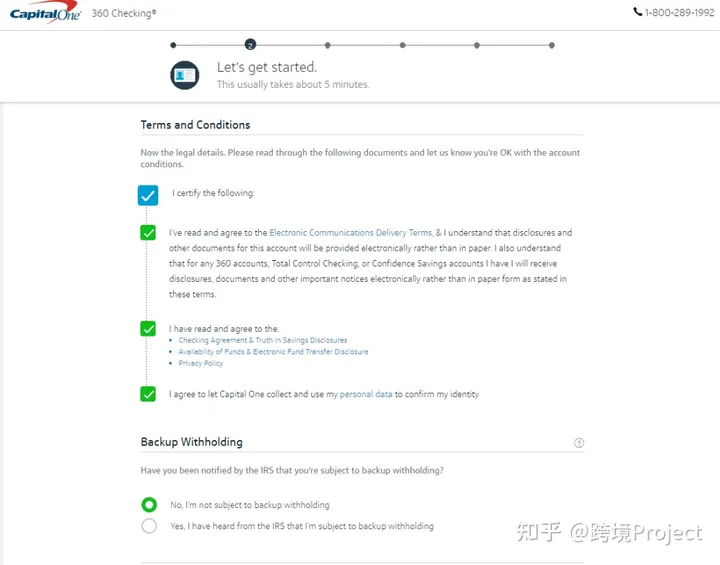 CapitalOne 360 Checking® 1-800-289-1992
2
Let's get started.
This usually takes about 5 minutes.
Terms and Conditions
Now the legal details. Please read through the following documents and let us know you're OK with the account
conditions.
I certify the following:
I've read and agree to the Electronic Communications Delivery Terms, & I understand that disclosures and
other documents for this account will be provided electronically rather than in paper. I also understand
that for any 360 accounts, Total Control Checking, or Confidence Savings accounts I have I will receive
disclosures, documents and other important notices electronically rather than in paper form as stated in
these terms.
I have read and agree to the:
• Checking Agreement & Truth in Savings Disclosures
• Availability of Funds & Electronic Fund Transfer Disclosure
• Privacy Policy
I agree to let Capital One collect and use my personal data to confirm my identity
Backup Withholding ?
Have you been notified by the IRS that you're subject to backup withholding?
No, I'm not subject to backup withholding
Yes, I have heard from the IRS that I'm subject to backup withholding
知乎 @跨境Project